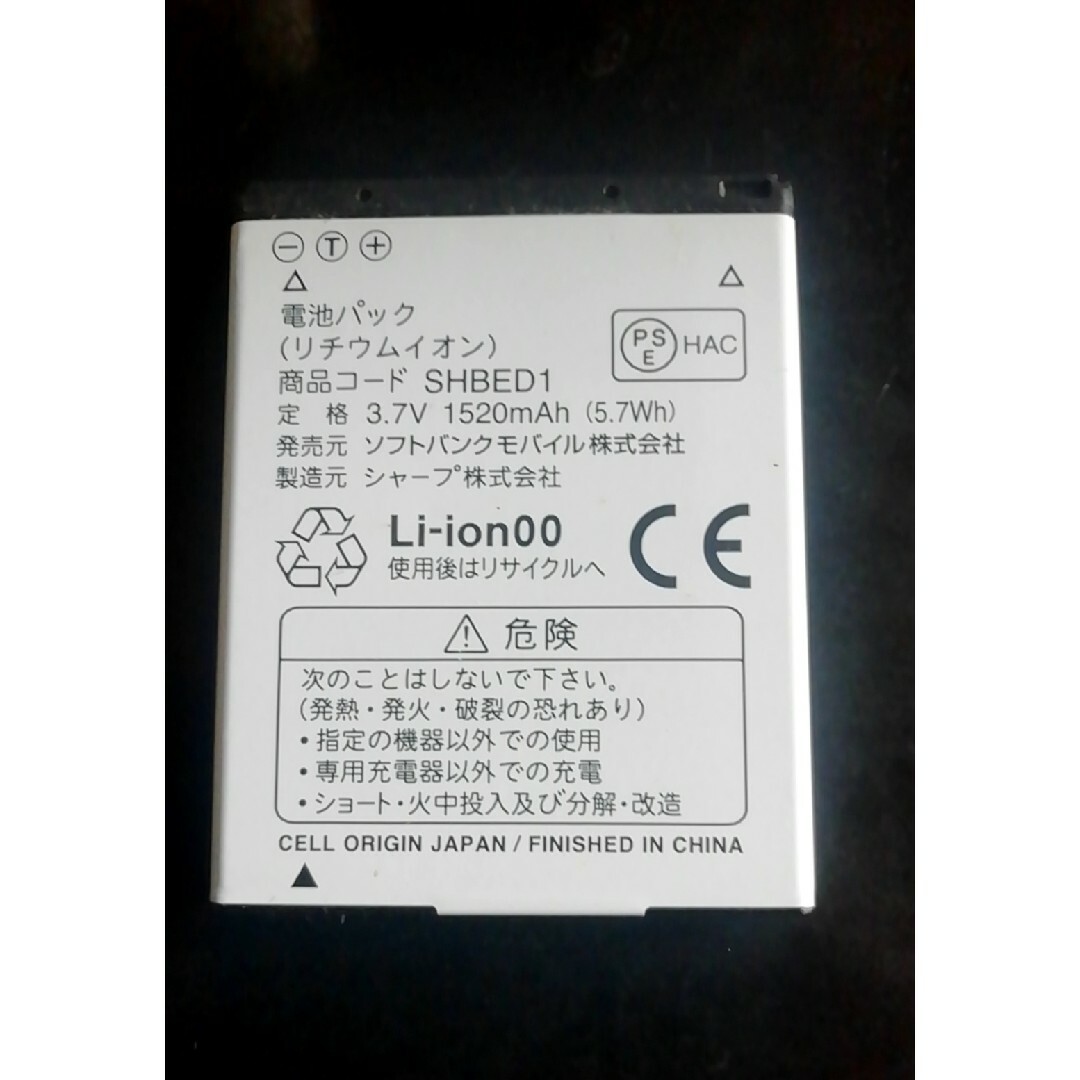 − T +
電池パック
(リチウムイオン)
PS
E HAC
商品コード SHBED1
定 格 3.7V 1520mAh (5.7Wh)
発売元 ソフトバンクモバイル株式会社
製造元 シャープ株式会社
Li-ion00
使用後はリサイクルへ
CE
危険
次のことはしないで下さい。
(発熱・発火・破裂の恐れあり)
・指定の機器以外での使用
・専用充電器以外での充電
・ショート・火中投入及び分解・改造
CELL ORIGIN JAPAN / FINISHED IN CHINA